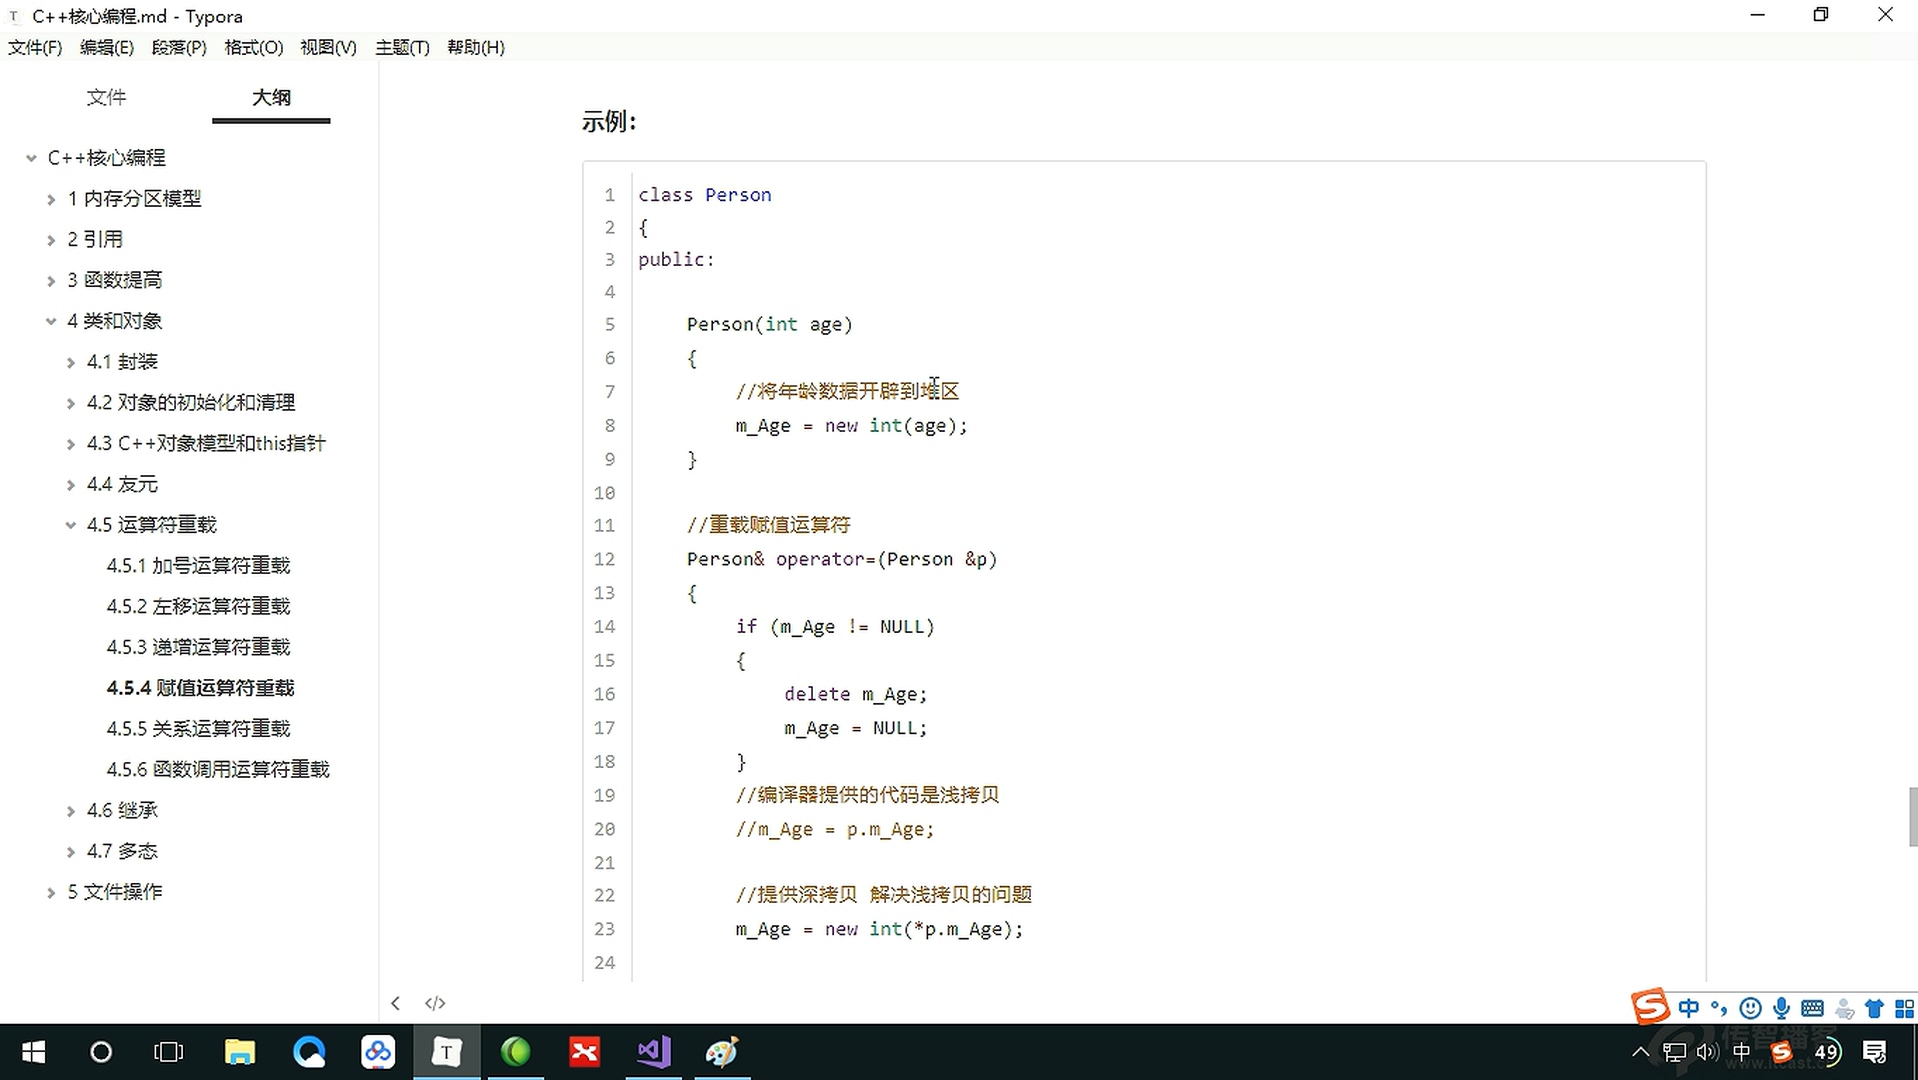 C++核心编程.md - Typora
文件(F) 编辑(E) 段落(P) 格式(O) 视图(V) 主题(T) 帮助(H)
文件 大纲
C++核心编程
1 内存分区模型
2 引用
3 函数提高
4 类和对象
4.1 封装
4.2 对象的初始化和清理
4.3 C++对象模型和this指针
4.4 友元
4.5 运算符重载
4.5.1 加号运算符重载
4.5.2 左移运算符重载
4.5.3 递增运算符重载
4.5.4 赋值运算符重载
4.5.5 关系运算符重载
4.5.6 函数调用运算符重载
4.6 继承
4.7 多态
5 文件操作
示例：
1 class Person
2 {
3 public:
4
5 Person(int age)
6 {
7 //将年龄数据开辟到堆区
8 m_Age = new int(age);
9 }
10
11 //重载赋值运算符
12 Person& operator=(Person &p)
13 {
14 if (m_Age != NULL)
15 {
16 delete m_Age;
17 m_Age = NULL;
18 }
19 //编译器提供的代码是浅拷贝
20 //m_Age = p.m_Age;
21
22 //提供深拷贝 解决浅拷贝的问题
23 m_Age = new int(*p.m_Age);
24
中
中 49
传智播客